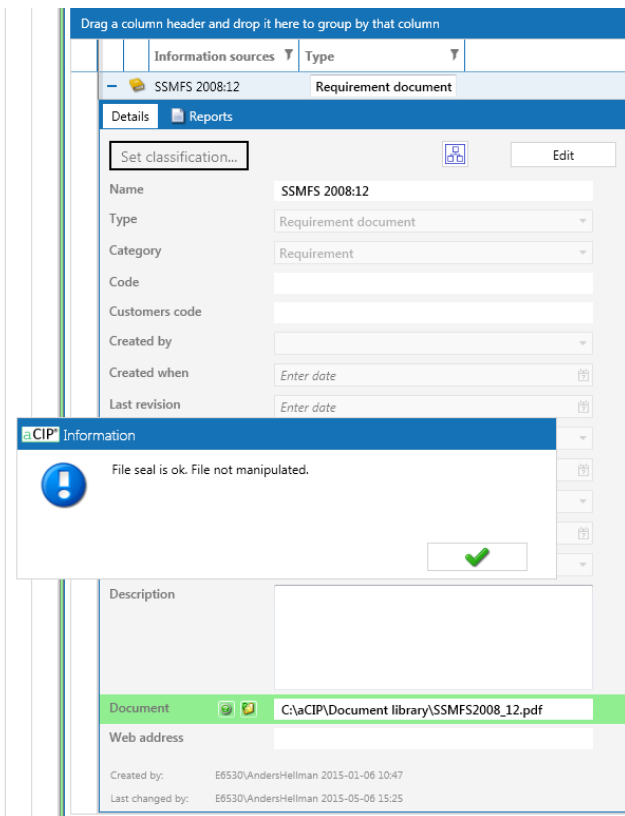 Drag a column header and drop it here to group by that column
Information sources Type
SSMFS 2008:12 Requirement document
Details Reports
Set classification... Edit
Name SSMFS 2008:12
Type Requirement document
Category Requirement
Code
Customers code
Created by
Created when Enter date
Last revision Enter date
aCIP® Information
File seal is ok. File not manipulated.
Description
Document C:\aCIP\Document library\SSMFS2008_12.pdf
Web address
Created by: E6530\AndersHellman 2015-01-06 10:47
Last changed by: E6530\AndersHellman 2015-05-06 15:25